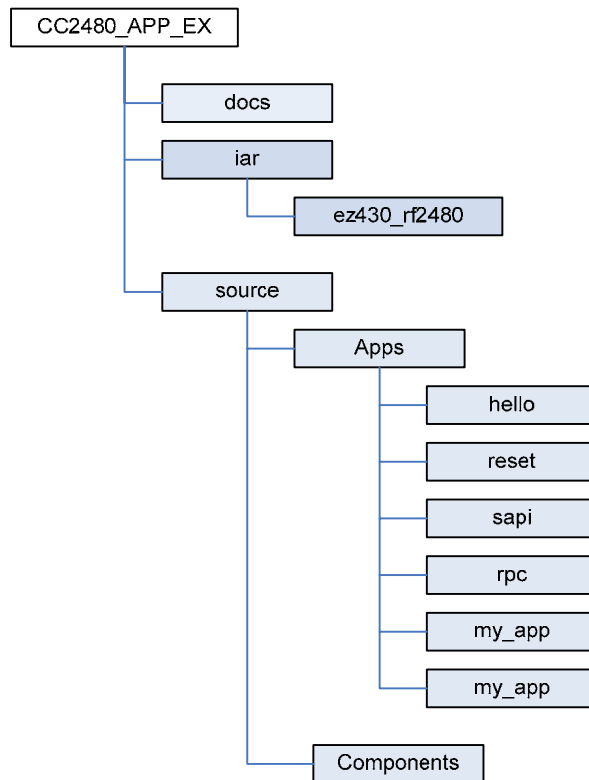 CC2480_APP_EX
docs
iar
ez430_rf2480
source
Apps
hello
reset
sapi
rpc
my_app
my_app
Components